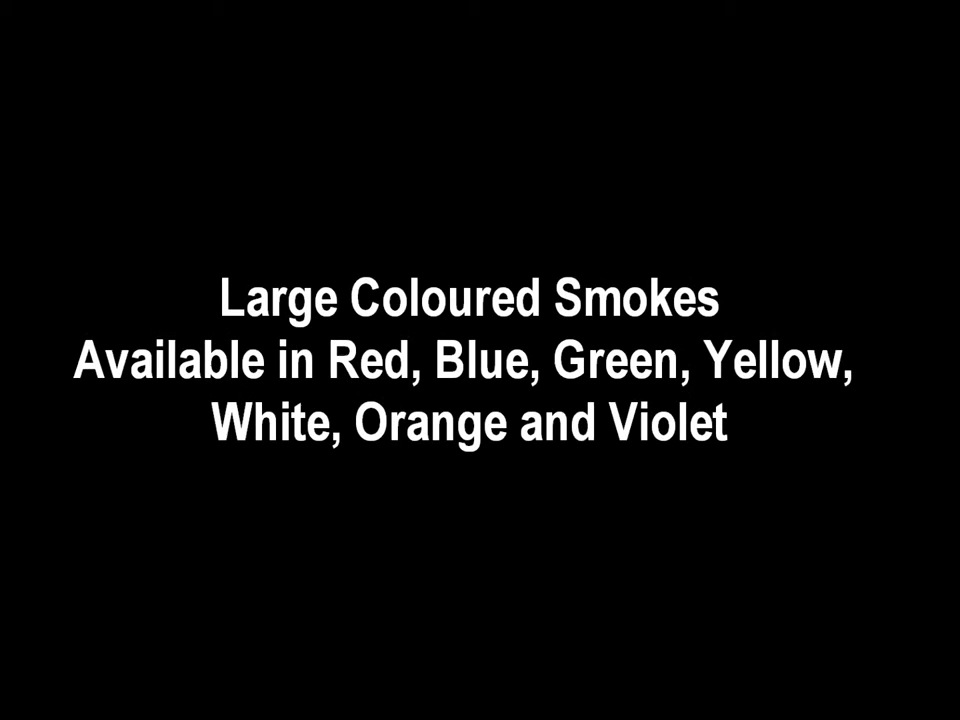 Large Coloured Smokes
Available in Red, Blue, Green, Yellow,
White, Orange and Violet